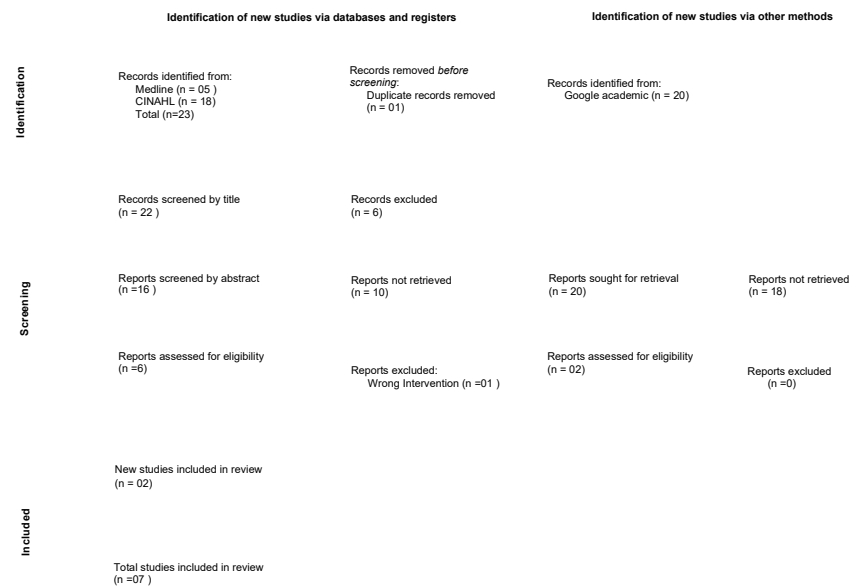 Identification of new studies via databases and registers
Identification of new studies via other methods
Identification
Records identified from:
Medline (n = 05 )
CINAHL (n = 18)
Total (n=23)
Records removed before
screening:
Duplicate records removed
(n = 01)
Records identified from:
Google academic (n = 20)
Screening
Records screened by title
(n = 22 )
Records excluded
(n = 6)
Reports screened by abstract
(n =16 )
Reports not retrieved
(n = 10)
Reports sought for retrieval
(n = 20)
Reports not retrieved
(n = 18)
Reports assessed for eligibility
(n =6)
Reports excluded:
Wrong Intervention (n =01 )
Reports assessed for eligibility
(n = 02)
Reports excluded
(n =0)
Included
New studies included in review
(n = 02)
Total studies included in review
(n =07 )